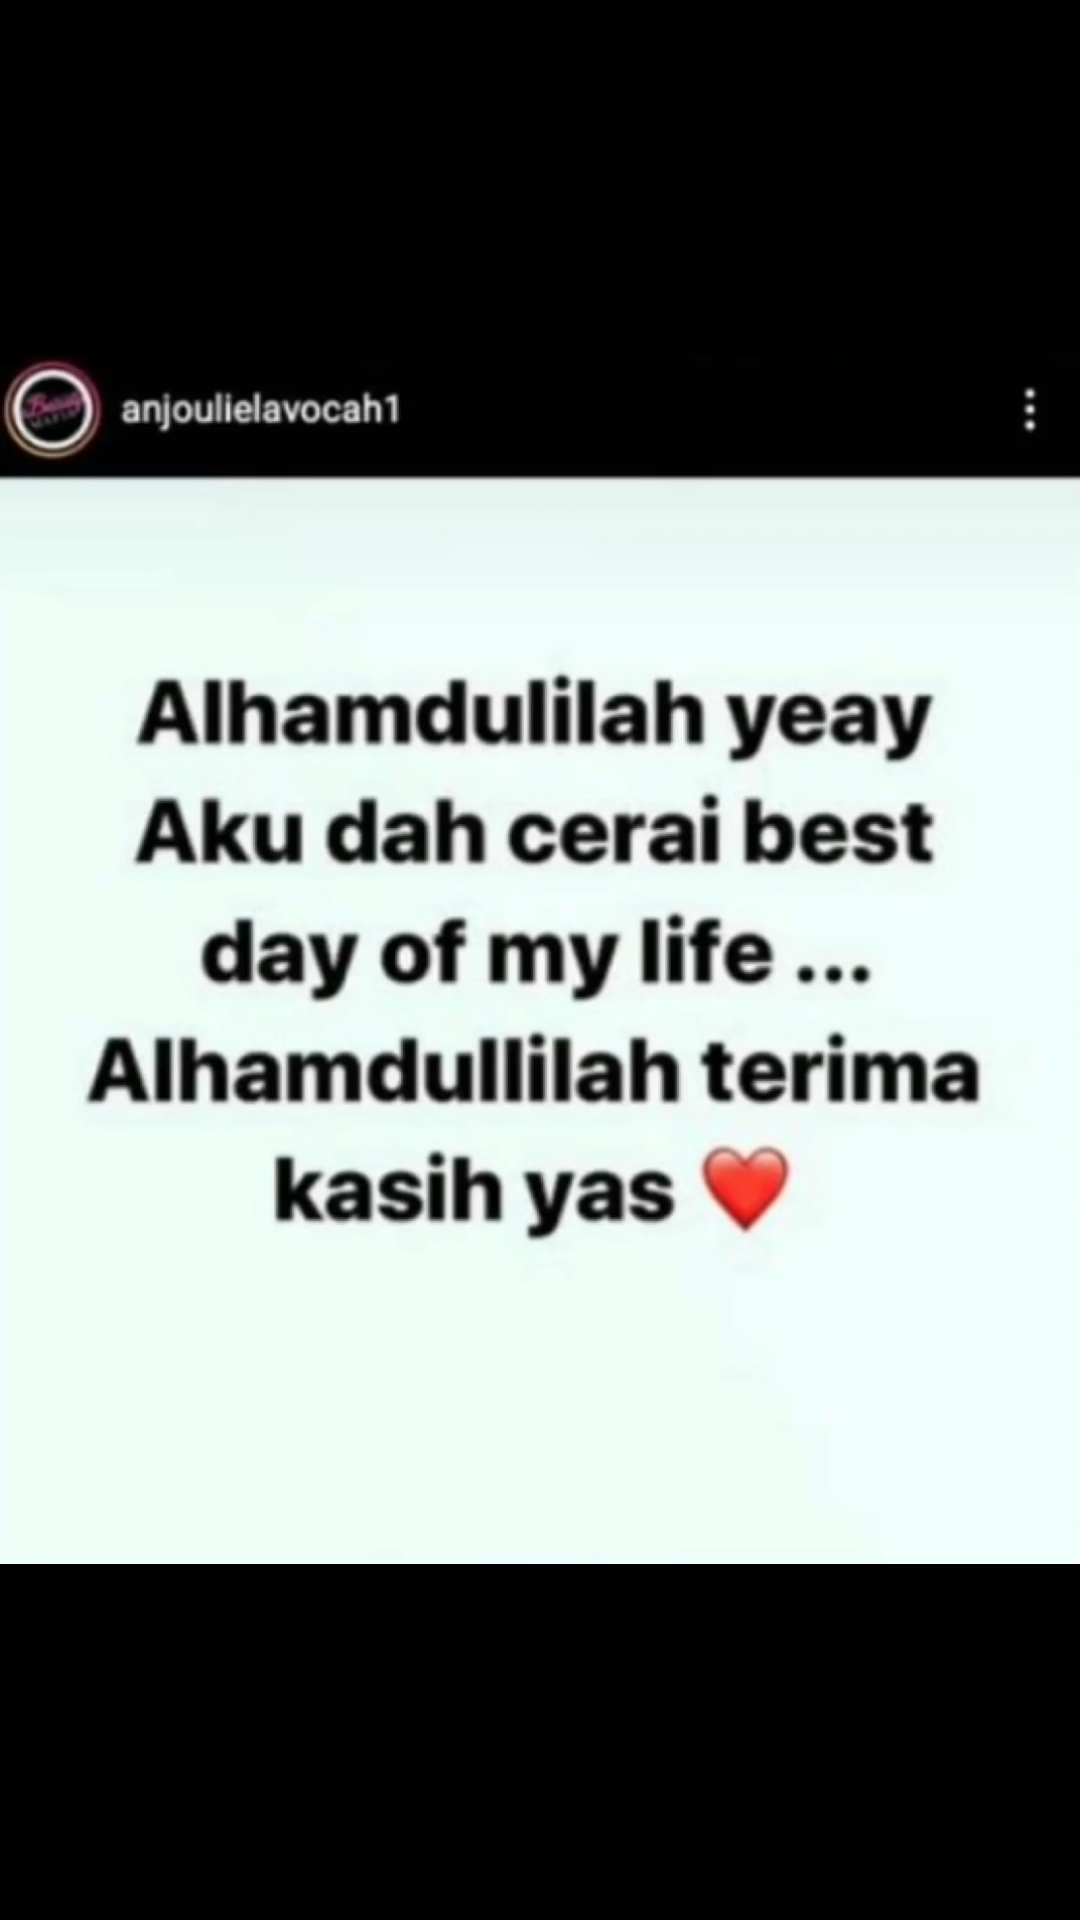 anjoulielavocah1
Alhamdulilah yeay
Aku dah cerai best
day of my life ...
Alhamdullilah terima
kasih yas ❤️